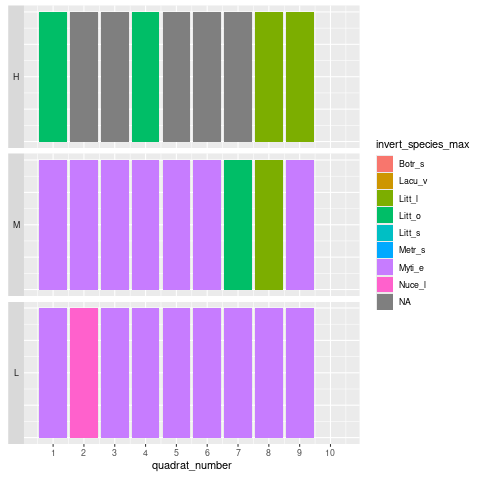 H
M
L
1 2 3 4 5 6 7 8 9 10
quadrat_number
invert_species_max
Botr_s
Lacu_v
Litt_l
Litt_o
Litt_s
Metr_s
Myti_e
Nuce_l
NA